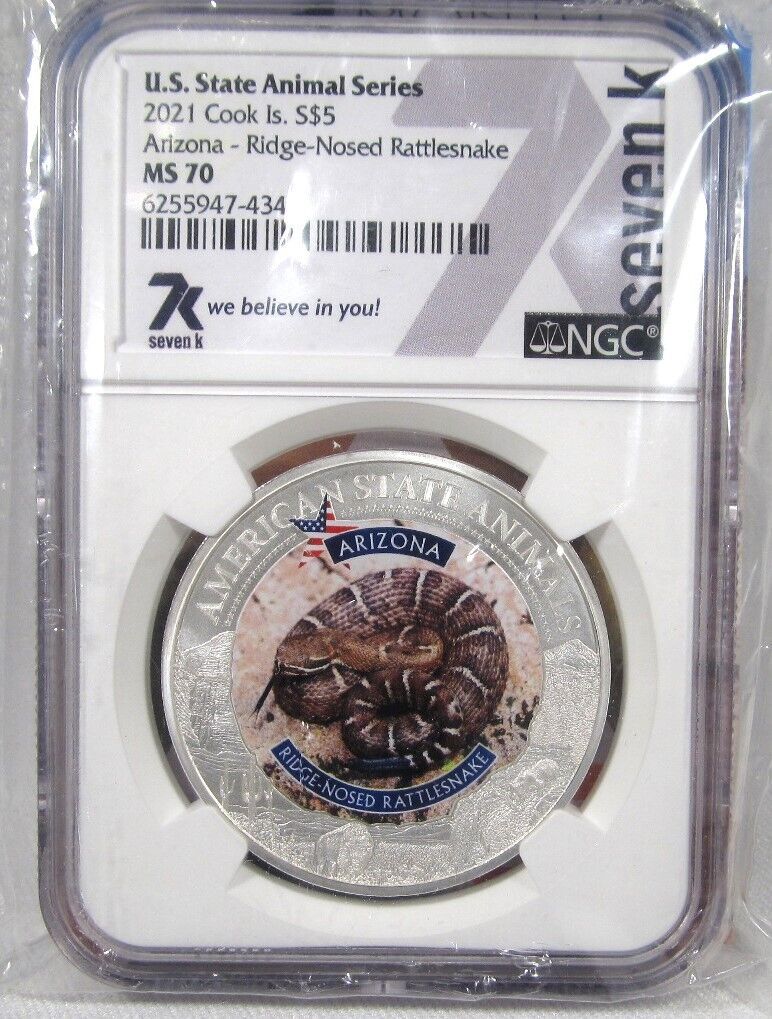 U.S. State Animal Series
2021 Cook Is. S$5
Arizona - Ridge-Nosed Rattlesnake
MS 70
6255947-434
7k
seven k
we believe in you!
seven k
NGC®
AMERICAN STATE ANIMALS
ARIZONA
RIDGE-NOSED RATTLESNAKE